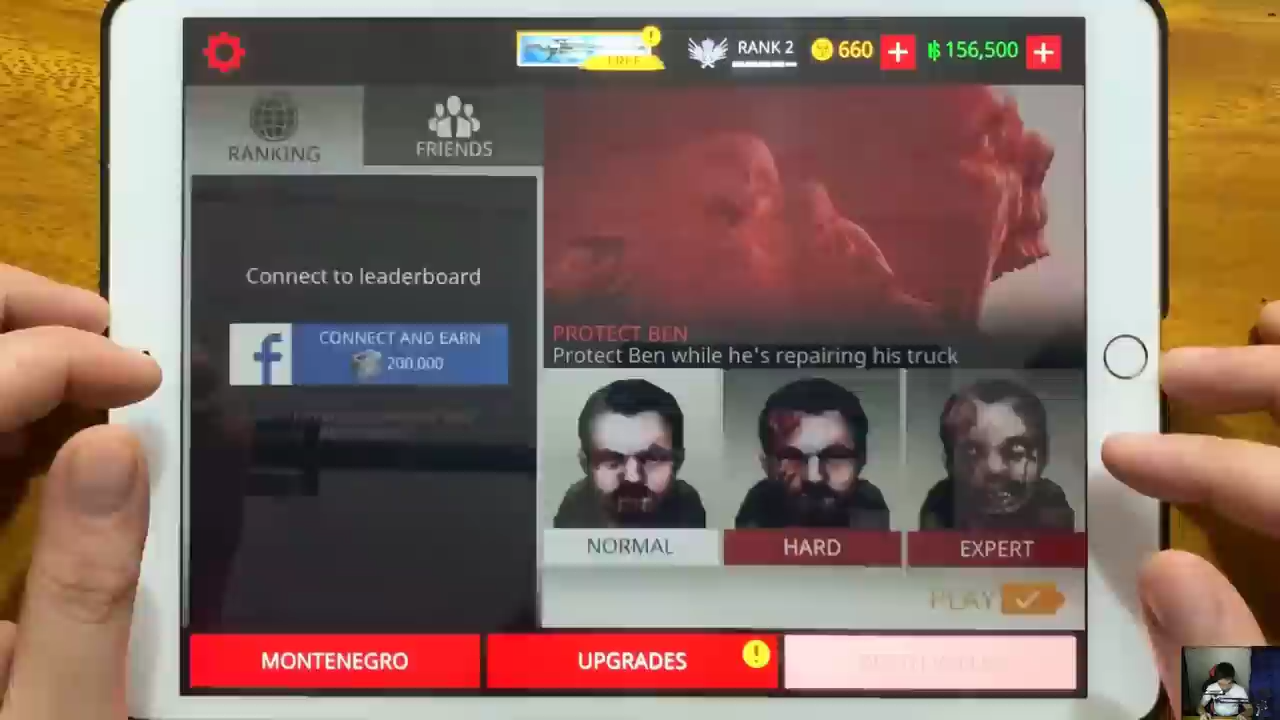 FREE
RANK 2
660
156,500
RANKING
FRIENDS
Connect to leaderboard
CONNECT AND EARN
200,000
PROTECT BEN
Protect Ben while he's repairing his truck
NORMAL
HARD
EXPERT
PLAY
MONTENEGRO
UPGRADES